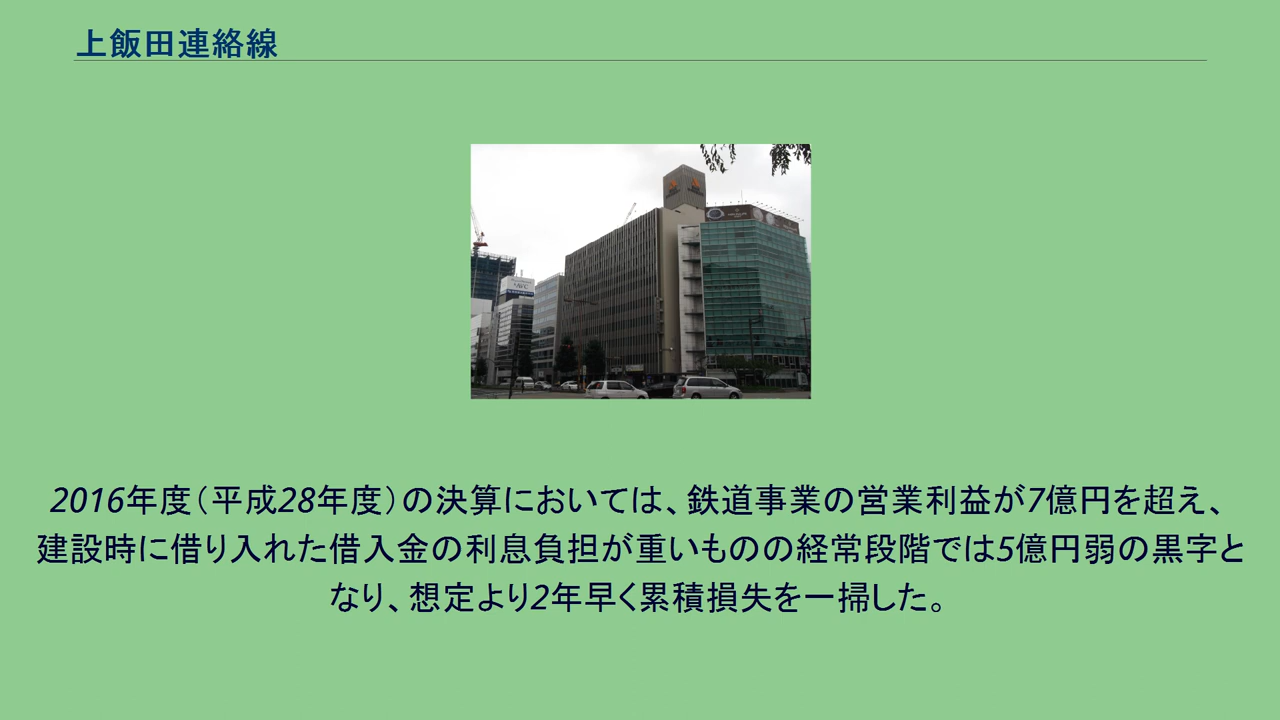 上飯田連絡線
AVC
2016年度（平成28年度）の決算においては、鉄道事業の営業利益が7億円を超え、
建設時に借り入れた借入金の利息負担が重いものの経常段階では5億円弱の黒字と
なり、想定より2年早く累積損失を一掃した。